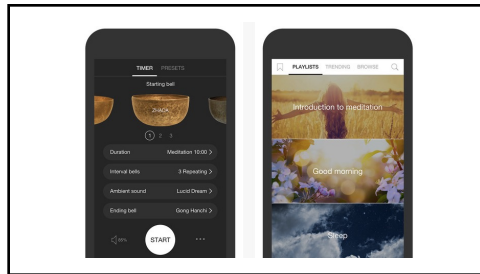 TIMER PRESETS
Starting bell
ZHADA
1 2 3
Duration Meditation 10:00 >
Interval bells 3 Repeating >
Ambient sound Lucid Dream >
Ending bell Gong Hanchi >
START
PLAYLISTS TRENDING BROWSE
Introduction to meditation
Good morning
Sleep